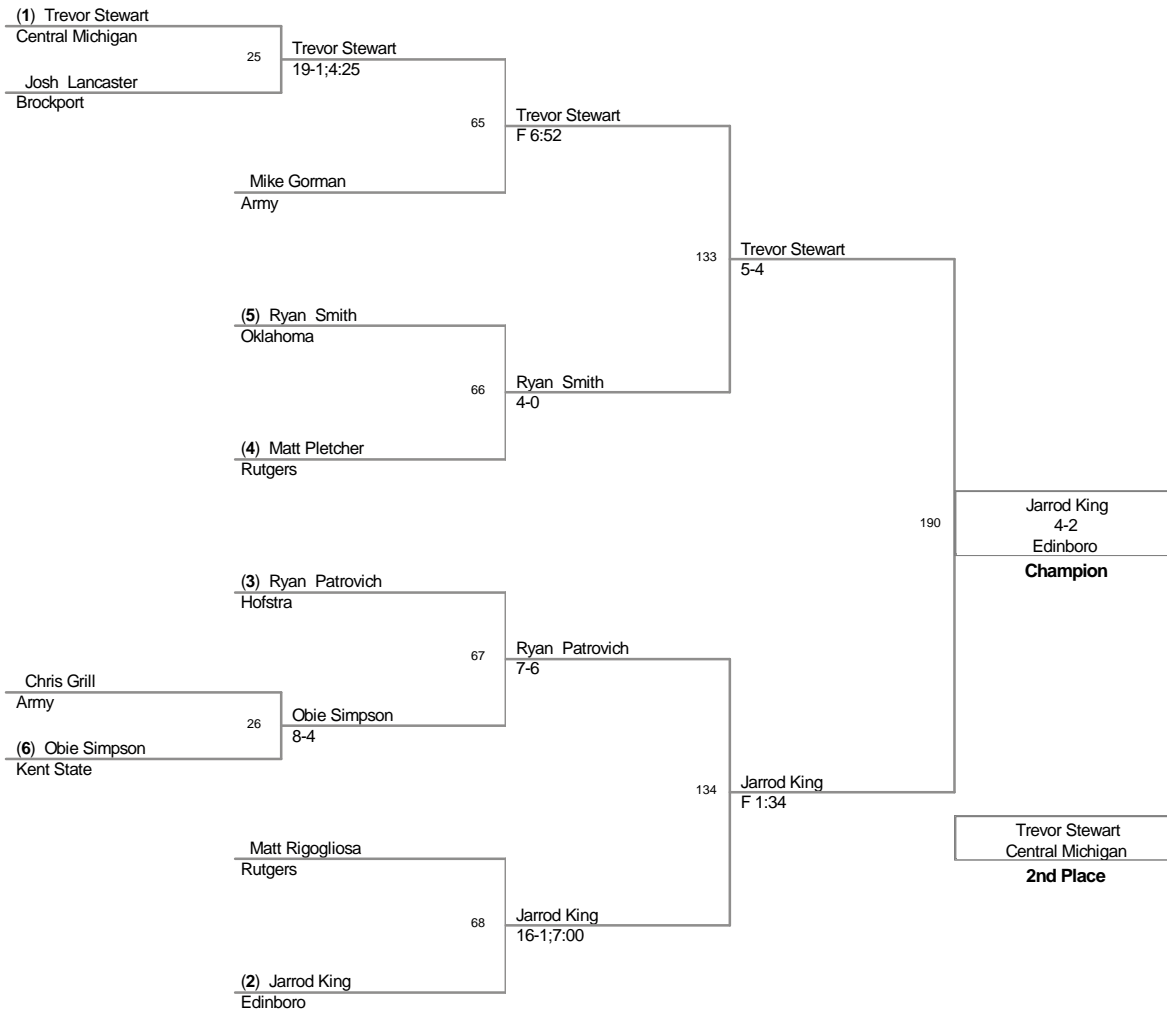 (1) Trevor Stewart
Central Michigan
25
Trevor Stewart
19-1;4:25
Josh Lancaster
Brockport
65
Trevor Stewart
F 6:52
Mike Gorman
Army
133
Trevor Stewart
5-4
(5) Ryan Smith
Oklahoma
66
Ryan Smith
4-0
(4) Matt Pletcher
Rutgers
190
Jarrod King
4-2
Edinboro
Champion
(3) Ryan Patrovich
Hofstra
67
Ryan Patrovich
7-6
Chris Grill
Army
26
Obie Simpson
8-4
(6) Obie Simpson
Kent State
134
Jarrod King
F 1:34
Matt Rigogliosa
Rutgers
68
Jarrod King
16-1;7:00
(2) Jarrod King
Edinboro
Trevor Stewart
Central Michigan
2nd Place